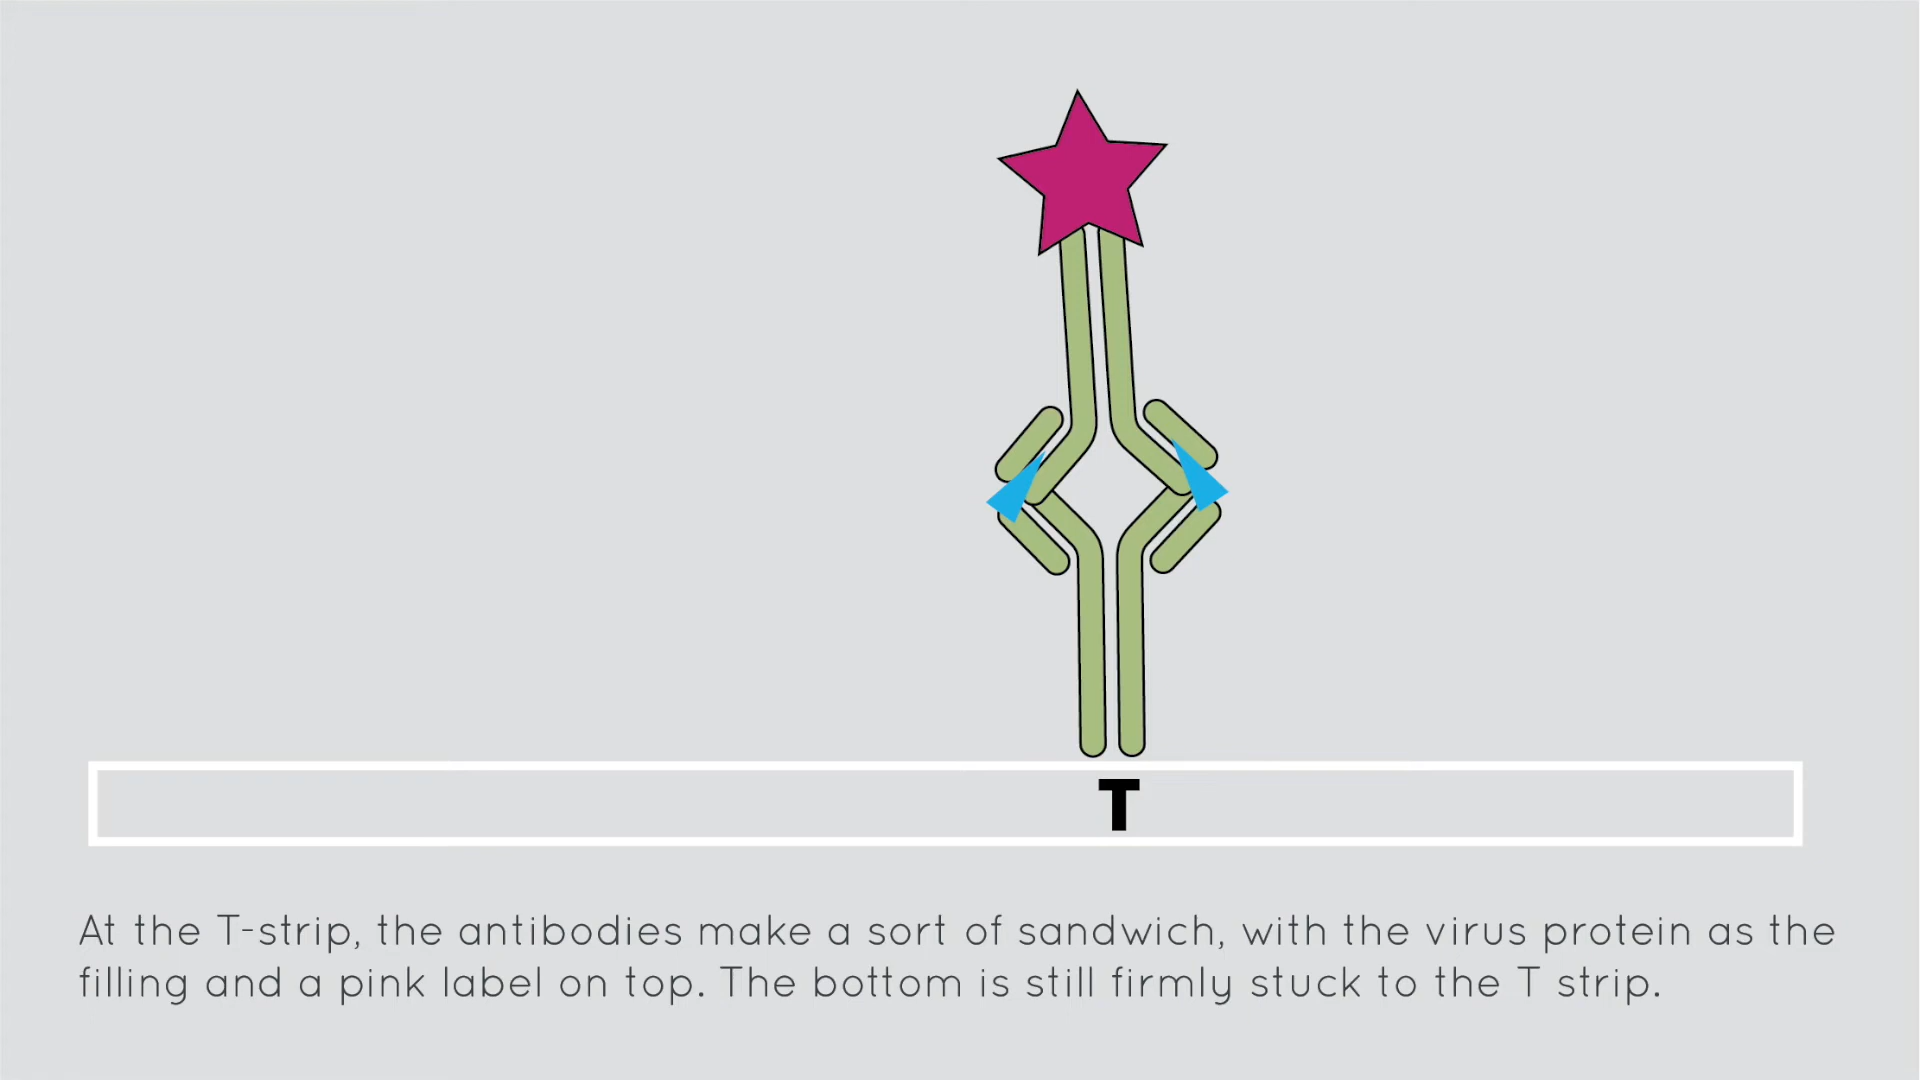 T
At the T-strip, the antibodies make a sort of sandwich, with the virus protein as the
filling and a pink label on top. The bottom is still firmly stuck to the T strip.